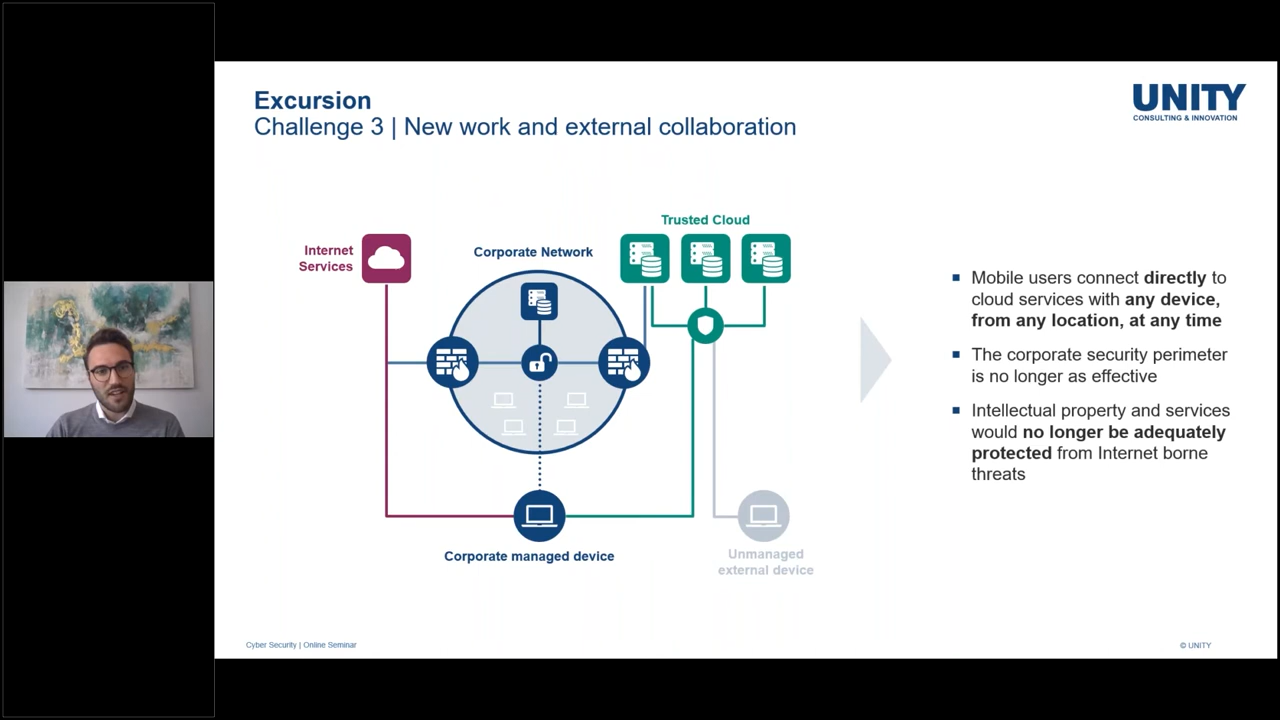 Excursion
Challenge 3 | New work and external collaboration
UNITY
CONSULTING & INNOVATION
Trusted Cloud
Internet
Services
Corporate Network
Corporate managed device
Unmanaged
external device
Mobile users connect directly to
cloud services with any device,
from any location, at any time
The corporate security perimeter
is no longer as effective
Intellectual property and services
would no longer be adequately
protected from Internet borne
threats
Cyber Security | Online Seminar
© UNITY